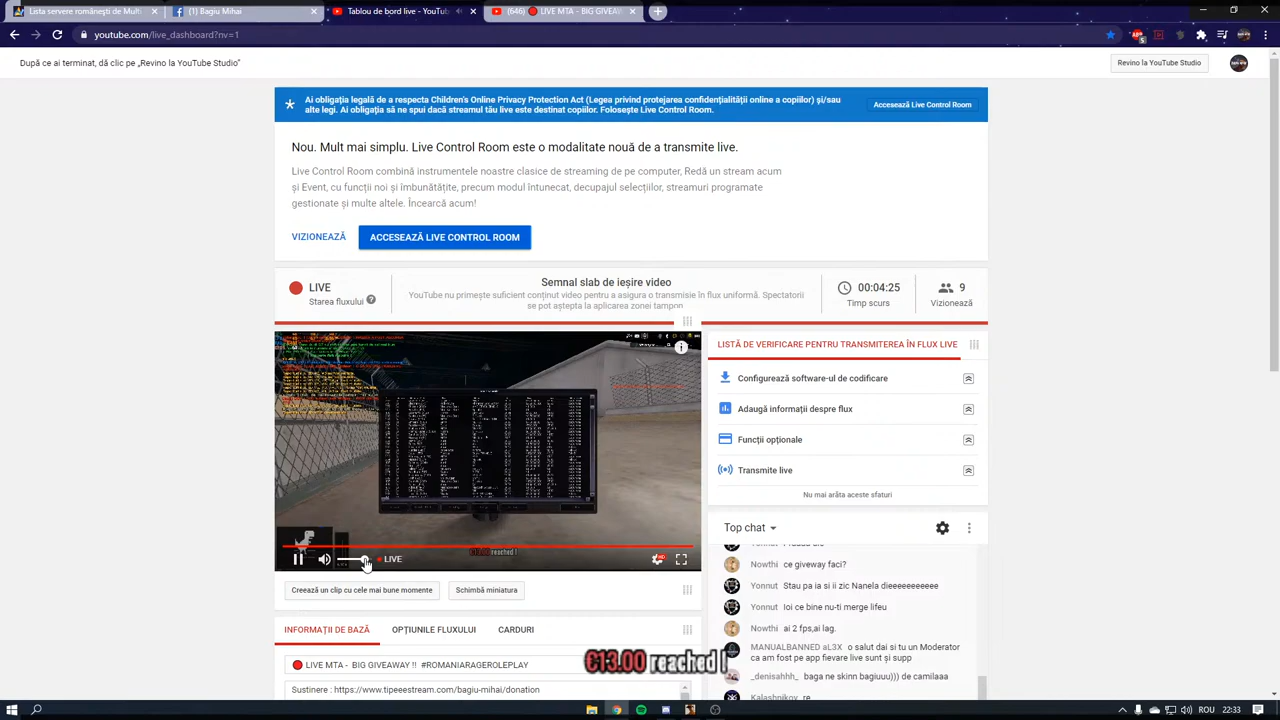 Lista servere românești de Mult
(1) Bagiu Mihai
Tablou de bord live - YouTub
(646) 🔴 LIVE MTA - BIG GIVEAW
youtube.com/live_dashboard?nv=1
După ce ai terminat, dă clic pe „Revino la YouTube Studio”
Revino la YouTube Studio
Ai obligația legală de a respecta Children's Online Privacy Protection Act (Legea privind protejarea confidențialității online a copiilor) și/sau
alte legi. Ai obligația să ne spui dacă streamul tău live este destinat copiilor. Folosește Live Control Room.
Accesează Live Control Room
Nou. Mult mai simplu. Live Control Room este o modalitate nouă de a transmite live.
Live Control Room combină instrumentele noastre clasice de streaming de pe computer, Redă un stream acum
și Event, cu funcții noi și îmbunătățite, precum modul întunecat, decupajul selecțiilor, streamuri programate
gestionate și multe altele. Încearcă acum!
VIZIONEAZĂ
ACCESEAZĂ LIVE CONTROL ROOM
LIVE
Starea fluxului
Semnal slab de ieșire video
YouTube nu primește suficient conținut video pentru a asigura o transmisie în flux uniformă. Spectatorii
se pot aștepta la aplicarea zonei tampon
00:04:25
Timp scurs
9
Vizionează
LIVE
€13.00 reached !
HD
Creează un clip cu cele mai bune momente
Schimbă miniatura
LISTĂ DE VERIFICARE PENTRU TRANSMITEREA ÎN FLUX LIVE
Configurează software-ul de codificare
Adaugă informații despre flux
Funcții opționale
Transmite live
Nu mai arăta aceste sfaturi
Top chat
Nowthi ce giveway faci?
Yonnut Stau pa ia si ii zic Nanela dieeeeeeeeeee
Yonnut Ioi ce bine nu-ti merge lifeu
Nowthi ai 2 fps,ai lag.
MANUALBANNED aL3X o salut dai si tu un Moderator
ca am fost pe app fievare live sunt și supp
_denisahhh_ baga ne skinn bagiuuu))) de camilaaa
Kalashnikov re
INFORMAȚII DE BAZĂ
OPȚIUNILE FLUXULUI
CARDURI
🔴 LIVE MTA - BIG GIVEAWAY !! #ROMANIARAGEROLEPLAY
Sustinere : https://www.tipeeestream.com/bagiu-mihai/donation
€13.00 reached !
ROU
22:33